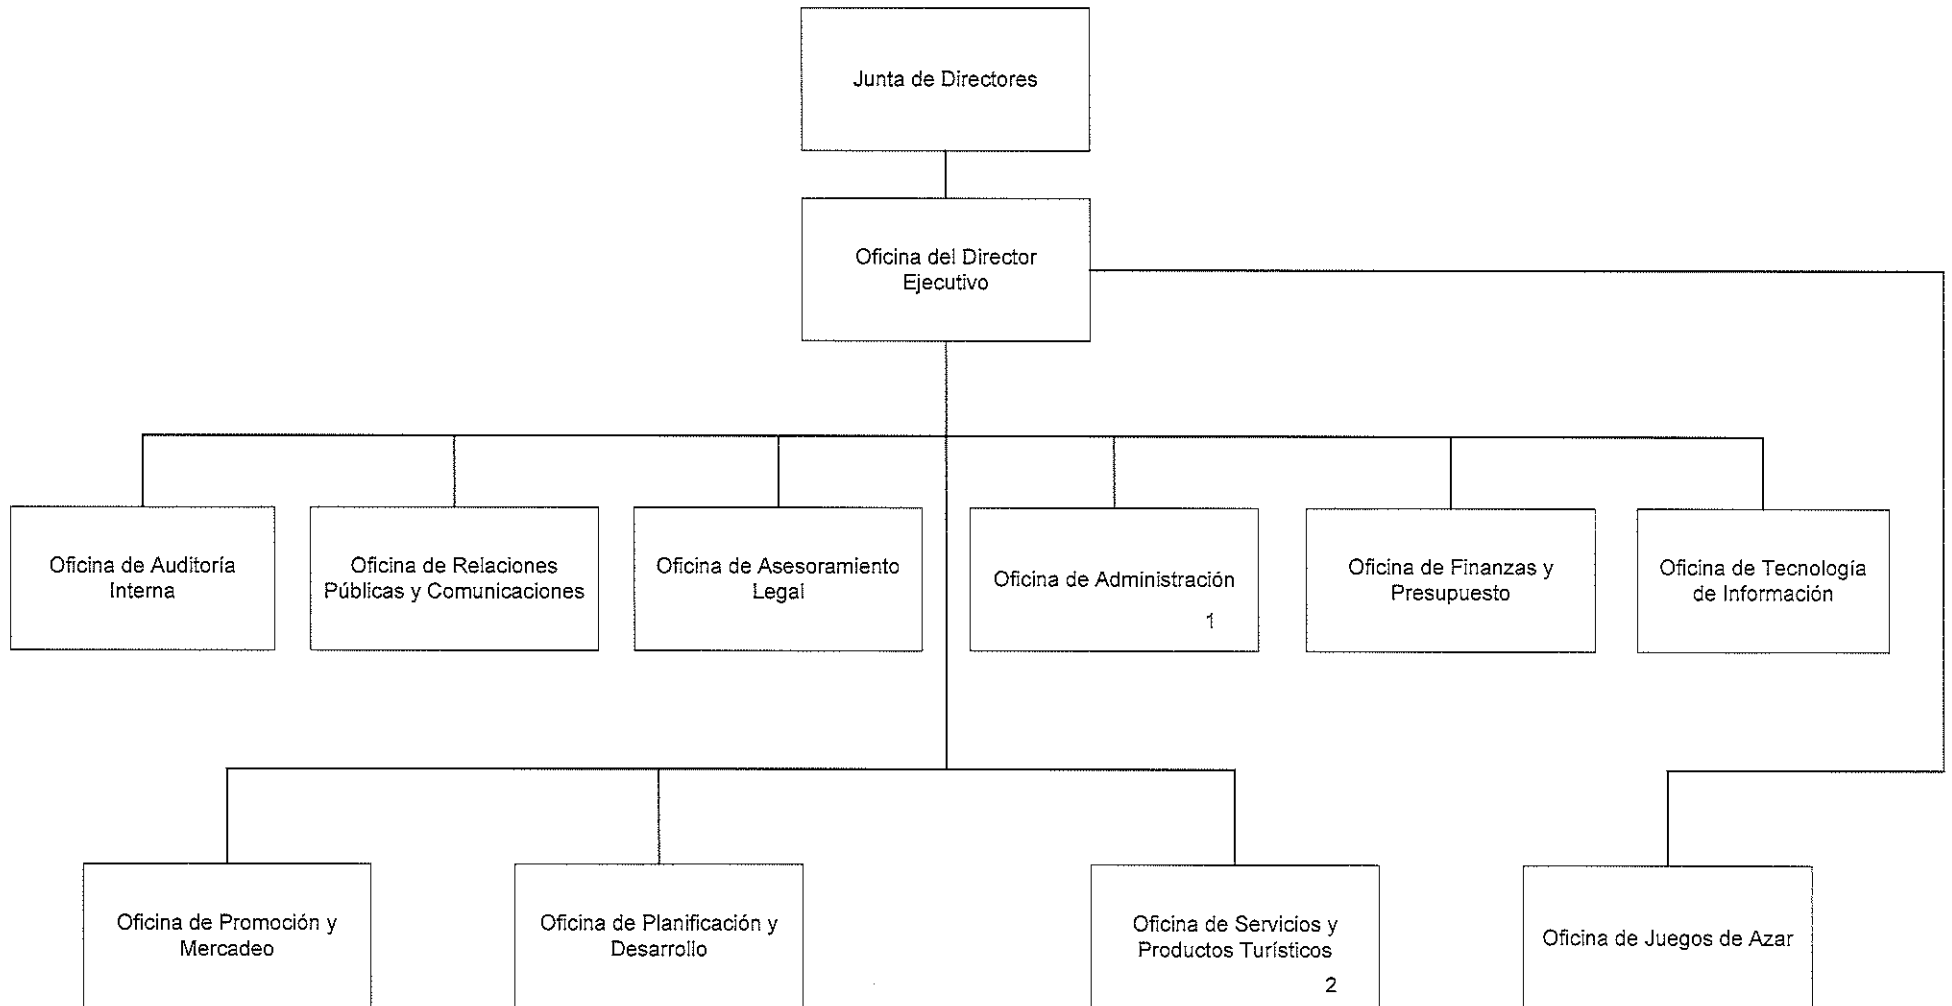 Junta de Directores
Oficina del Director
Ejecutivo
Oficina de Auditoría
Interna
Oficina de Relaciones
Públicas y Comunicaciones
Oficina de Asesoramiento
Legal
Oficina de Administración
1
Oficina de Finanzas y
Presupuesto
Oficina de Tecnología
de Información
Oficina de Promoción y
Mercadeo
Oficina de Planificación y
Desarrollo
Oficina de Servicios y
Productos Turísticos
2
Oficina de Juegos de Azar